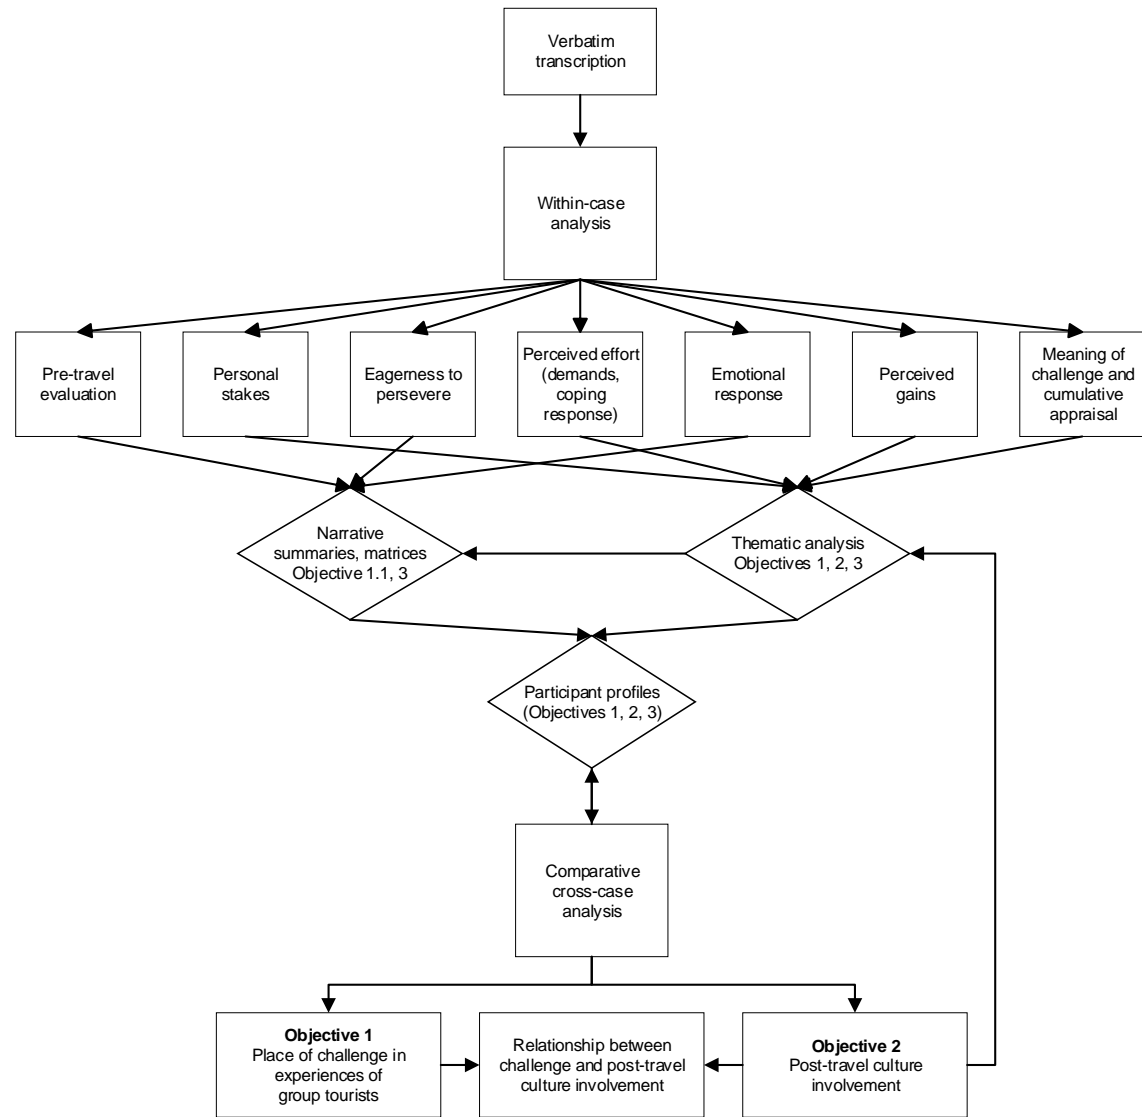 Verbatim
transcription
Within-case
analysis
Pre-travel
evaluation
Personal
stakes
Eagerness to
persevere
Perceived effort
(demands,
coping
response)
Emotional
response
Perceived
gains
Meaning of
challenge and
cumulative
appraisal
Narrative
summaries, matrices
Objective 1.1, 3
Thematic analysis
Objectives 1, 2, 3
Participant profiles
(Objectives 1, 2, 3)
Comparative
cross-case
analysis
Objective 1
Place of challenge in
experiences of
group tourists
Relationship between
challenge and post-travel
culture involvement
Objective 2
Post-travel culture
involvement